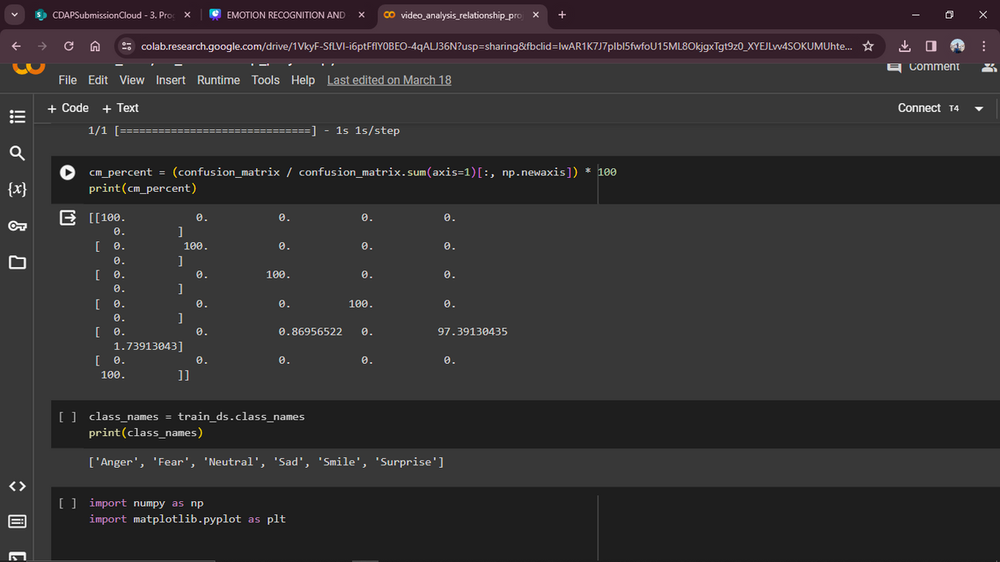 CDAPSubmissionCloud - 3. Pro
EMOTION RECOGNITION AND
video_analysis_relationship_pro
colab.research.google.com/drive/1VkyF-SfLVI-i6ptFflY0BEO-4qALJ36N?usp=sharing&fbclid=IwAR1K7J7pIbl5fwfoU15ML8OkjgxTgt9z0_XYEJLvv4SOKUMUhte...
File Edit View Insert Runtime Tools Help Last edited on March 18
Comment
+ Code + Text
Connect T4
1/1 [==============================] - 1s 1s/step
cm_percent = (confusion_matrix / confusion_matrix.sum(axis=1)[:, np.newaxis]) * 100
print(cm_percent)
[[100. 0. 0. 0. 0.
0. ]
[ 0. 100. 0. 0. 0.
0. ]
[ 0. 0. 100. 0. 0.
0. ]
[ 0. 0. 0. 100. 0.
0. ]
[ 0. 0. 0.86956522 0. 97.39130435
1.73913043]
[ 0. 0. 0. 0. 0.
100. ]]
[ ] class_names = train_ds.class_names
print(class_names)
['Anger', 'Fear', 'Neutral', 'Sad', 'Smile', 'Surprise']
[ ] import numpy as np
import matplotlib.pyplot as plt
{x}